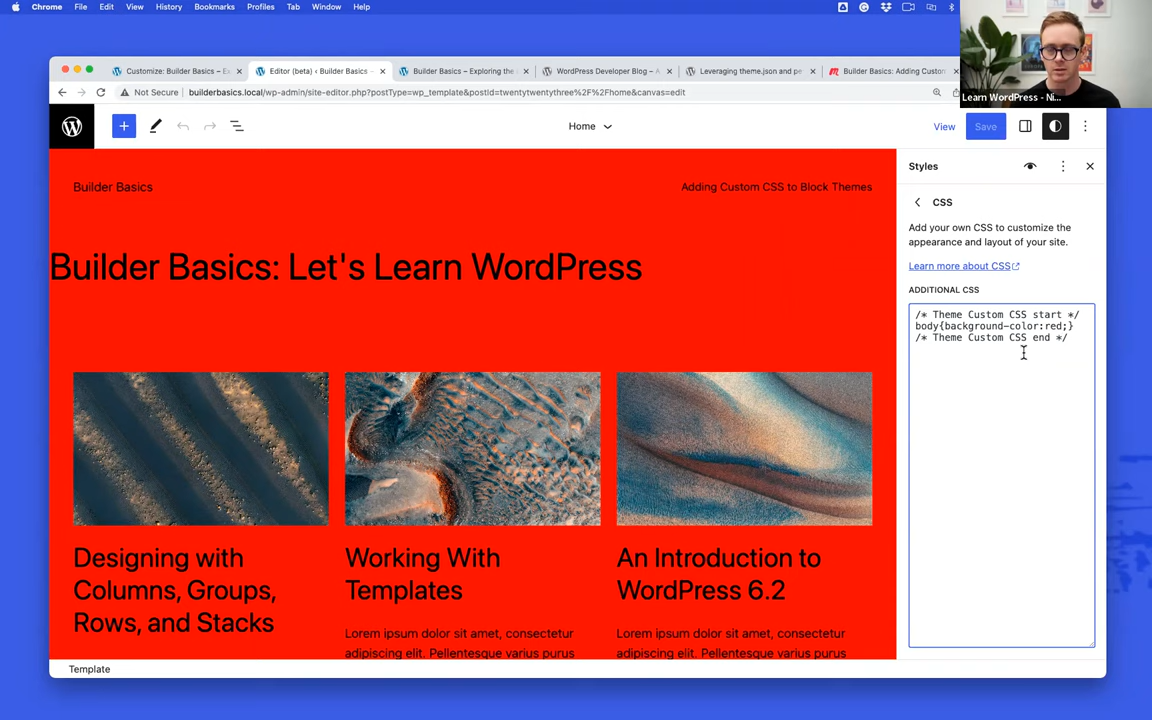 Chrome File Edit View History Bookmarks Profiles Tab Window Help
Customize: Builder Basics – E
Editor (beta) ‹ Builder Basics –
Builder Basics – Exploring the
WordPress Developer Blog – A
Leveraging theme.json and pe
Builder Basics: Adding Custom
Not Secure builderbasics.local/wp-admin/site-editor.php?postType=wp_template&postId=twentytwentythree%2F%2Fhome&canvas=edit
Learn WordPress - Ni...
Home
View
Save
Builder Basics
Adding Custom CSS to Block Themes
Builder Basics: Let's Learn WordPress
Designing with
Columns, Groups,
Rows, and Stacks
Working With
Templates
Lorem ipsum dolor sit amet, consectetur
adipiscing elit. Pellentesque varius purus
An Introduction to
WordPress 6.2
Lorem ipsum dolor sit amet, consectetur
adipiscing elit. Pellentesque varius purus
Template
Styles
CSS
Add your own CSS to customize the
appearance and layout of your site.
Learn more about CSS
ADDITIONAL CSS
/* Theme Custom CSS start */
body{background-color:red;}
/* Theme Custom CSS end */